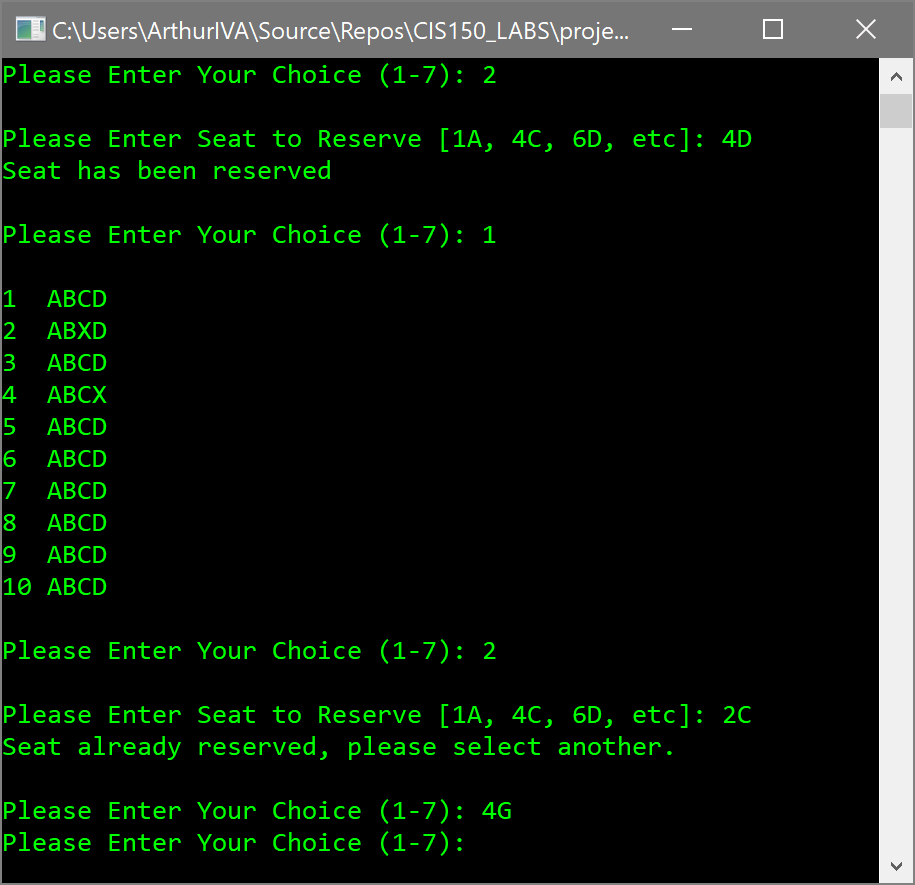 C:\Users\ArthurIVA\Source\Repos\CIS150_LABS\proje...
Please Enter Your Choice (1-7): 2
Please Enter Seat to Reserve [1A, 4C, 6D, etc]: 4D
Seat has been reserved
Please Enter Your Choice (1-7): 1
1  ABCD
2  ABXD
3  ABCD
4  ABCX
5  ABCD
6  ABCD
7  ABCD
8  ABCD
9  ABCD
10 ABCD
Please Enter Your Choice (1-7): 2
Please Enter Seat to Reserve [1A, 4C, 6D, etc]: 2C
Seat already reserved, please select another.
Please Enter Your Choice (1-7): 4G
Please Enter Your Choice (1-7):